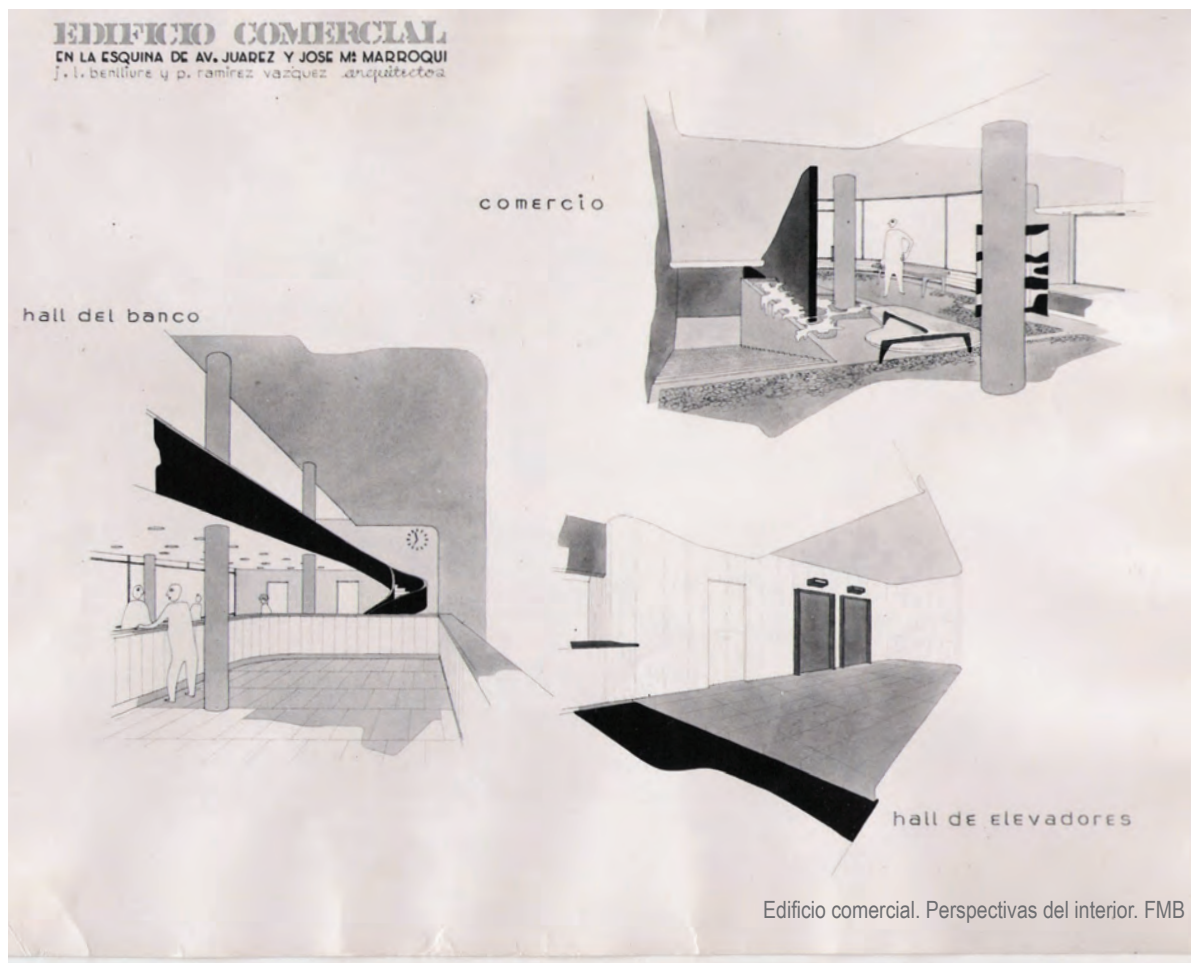 EDIFICIO COMERCIAL
EN LA ESQUINA DE AV. JUAREZ Y JOSE Mª MARROQUI
j. l. benlliure y p. ramirez vazquez arquitectos
comercio
hall del banco
hall de elevadores
Edificio comercial. Perspectivas del interior. FMB